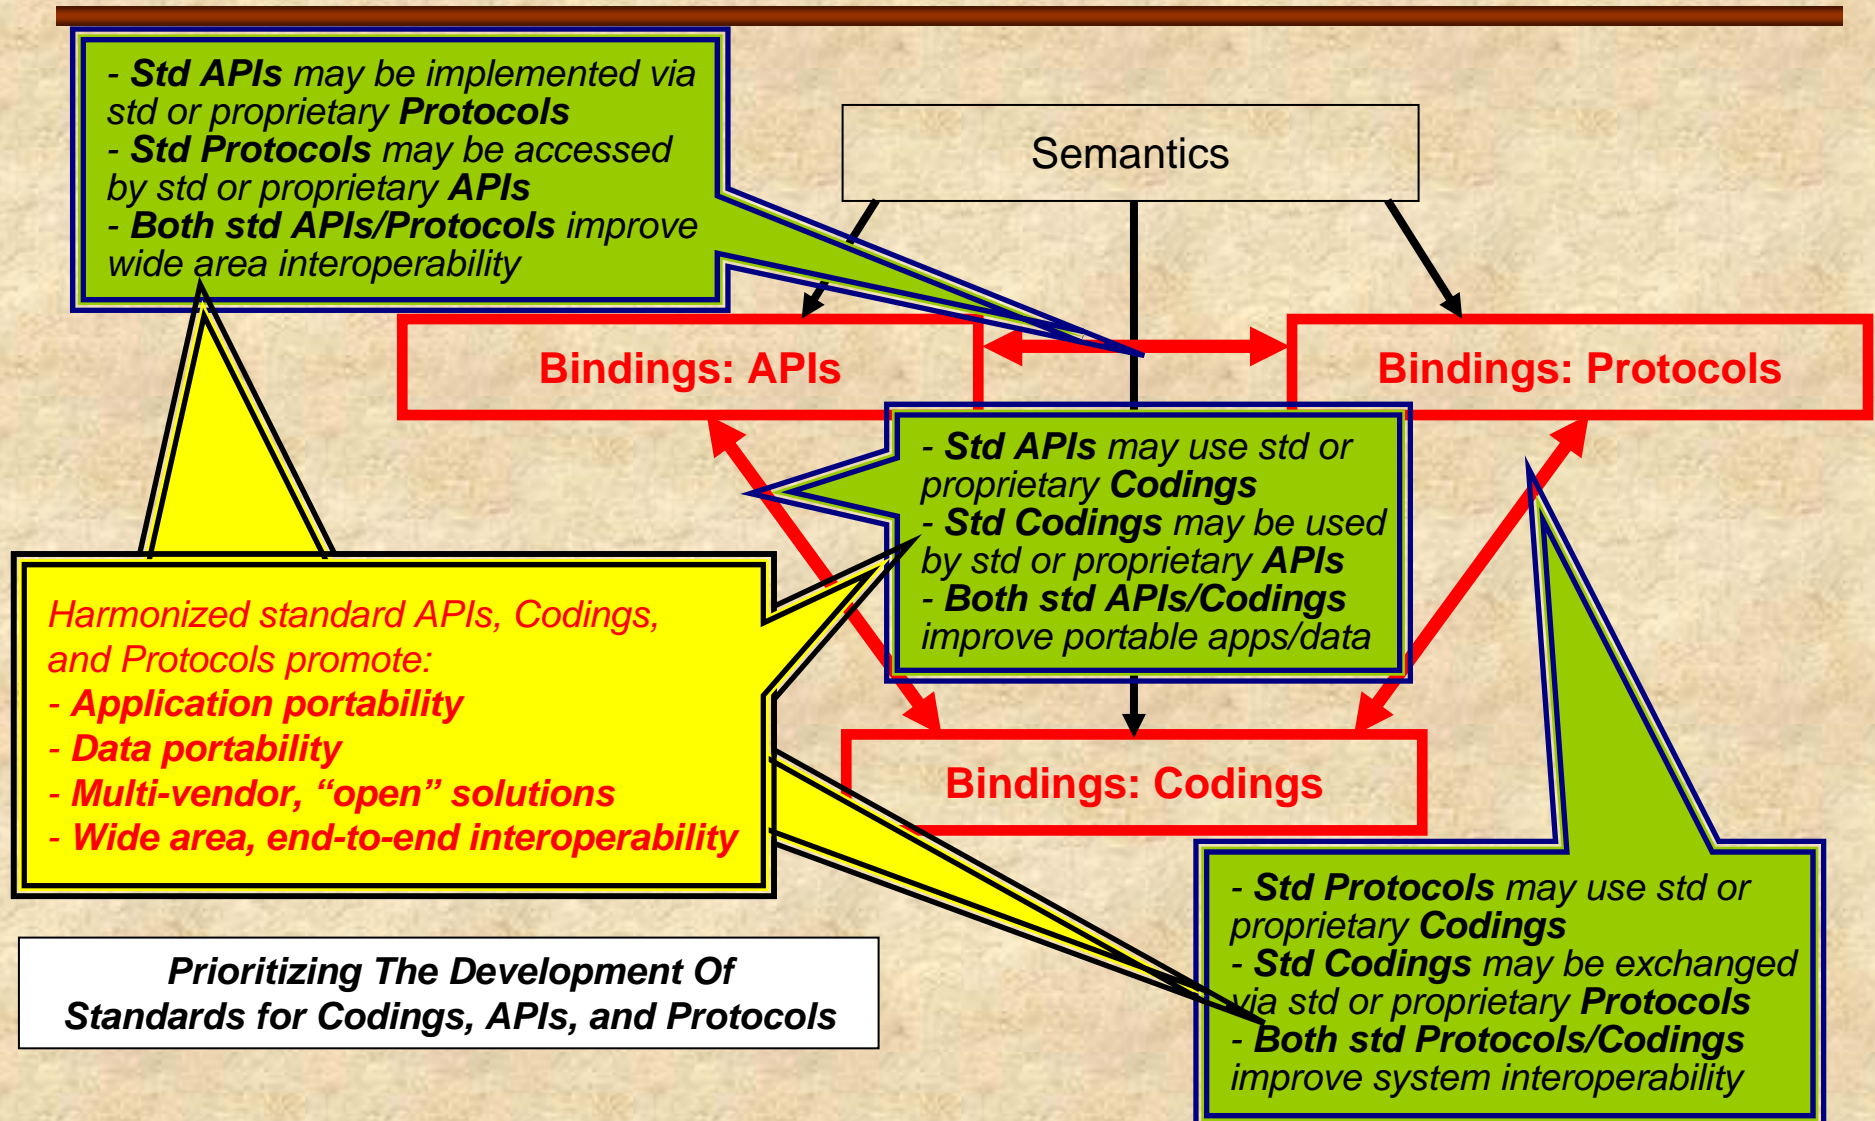 - Std APIs may be implemented via
std or proprietary Protocols
- Std Protocols may be accessed
by std or proprietary APIs
- Both std APIs/Protocols improve
wide area interoperability
Semantics
Bindings: APIs
Bindings: Protocols
- Std APIs may use std or
proprietary Codings
- Std Codings may be used
by std or proprietary APIs
- Both std APIs/Codings
improve portable apps/data
Harmonized standard APIs, Codings,
and Protocols promote:
- Application portability
- Data portability
- Multi-vendor, “open” solutions
- Wide area, end-to-end interoperability
Bindings: Codings
- Std Protocols may use std or
proprietary Codings
- Std Codings may be exchanged
via std or proprietary Protocols
- Both std Protocols/Codings
improve system interoperability
Prioritizing The Development Of
Standards for Codings, APIs, and Protocols